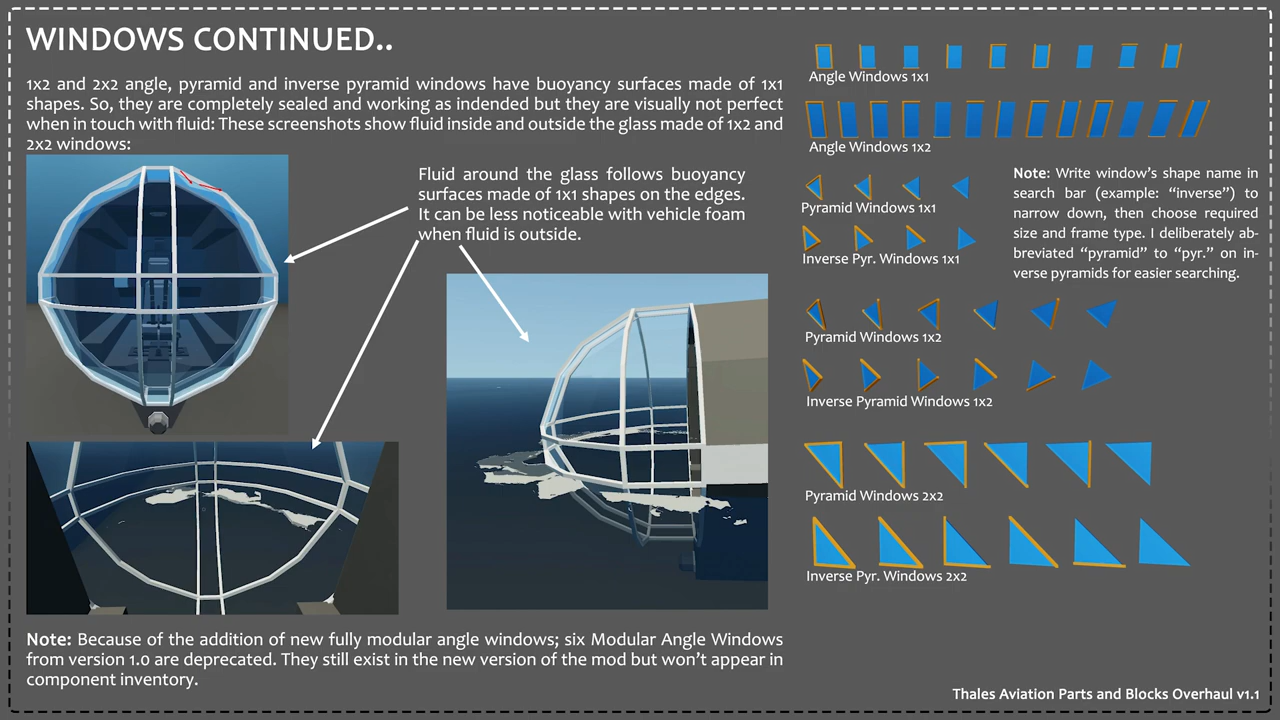 WINDOWS CONTINUED..
1x2 and 2x2 angle, pyramid and inverse pyramid windows have buoyancy surfaces made of 1x1
shapes. So, they are completely sealed and working as indended but they are visually not perfect
when in touch with fluid: These screenshots show fluid inside and outside the glass made of 1x2 and
2x2 windows:
Fluid around the glass follows buoyancy
surfaces made of 1x1 shapes on the edges.
It can be less noticeable with vehicle foam
when fluid is outside.
Note: Because of the addition of new fully modular angle windows; six Modular Angle Windows
from version 1.0 are deprecated. They still exist in the new version of the mod but won't appear in
component inventory.
Angle Windows 1x1
Angle Windows 1x2
Pyramid Windows 1x1
Inverse Pyr. Windows 1x1
Note: Write window's shape name in
search bar (example: "inverse") to
narrow down, then choose required
size and frame type. I deliberately ab-
breviated "pyramid" to "pyr." on in-
verse pyramids for easier searching.
Pyramid Windows 1x2
Inverse Pyramid Windows 1x2
Pyramid Windows 2x2
Inverse Pyr. Windows 2x2
Thales Aviation Parts and Blocks Overhaul v1.1